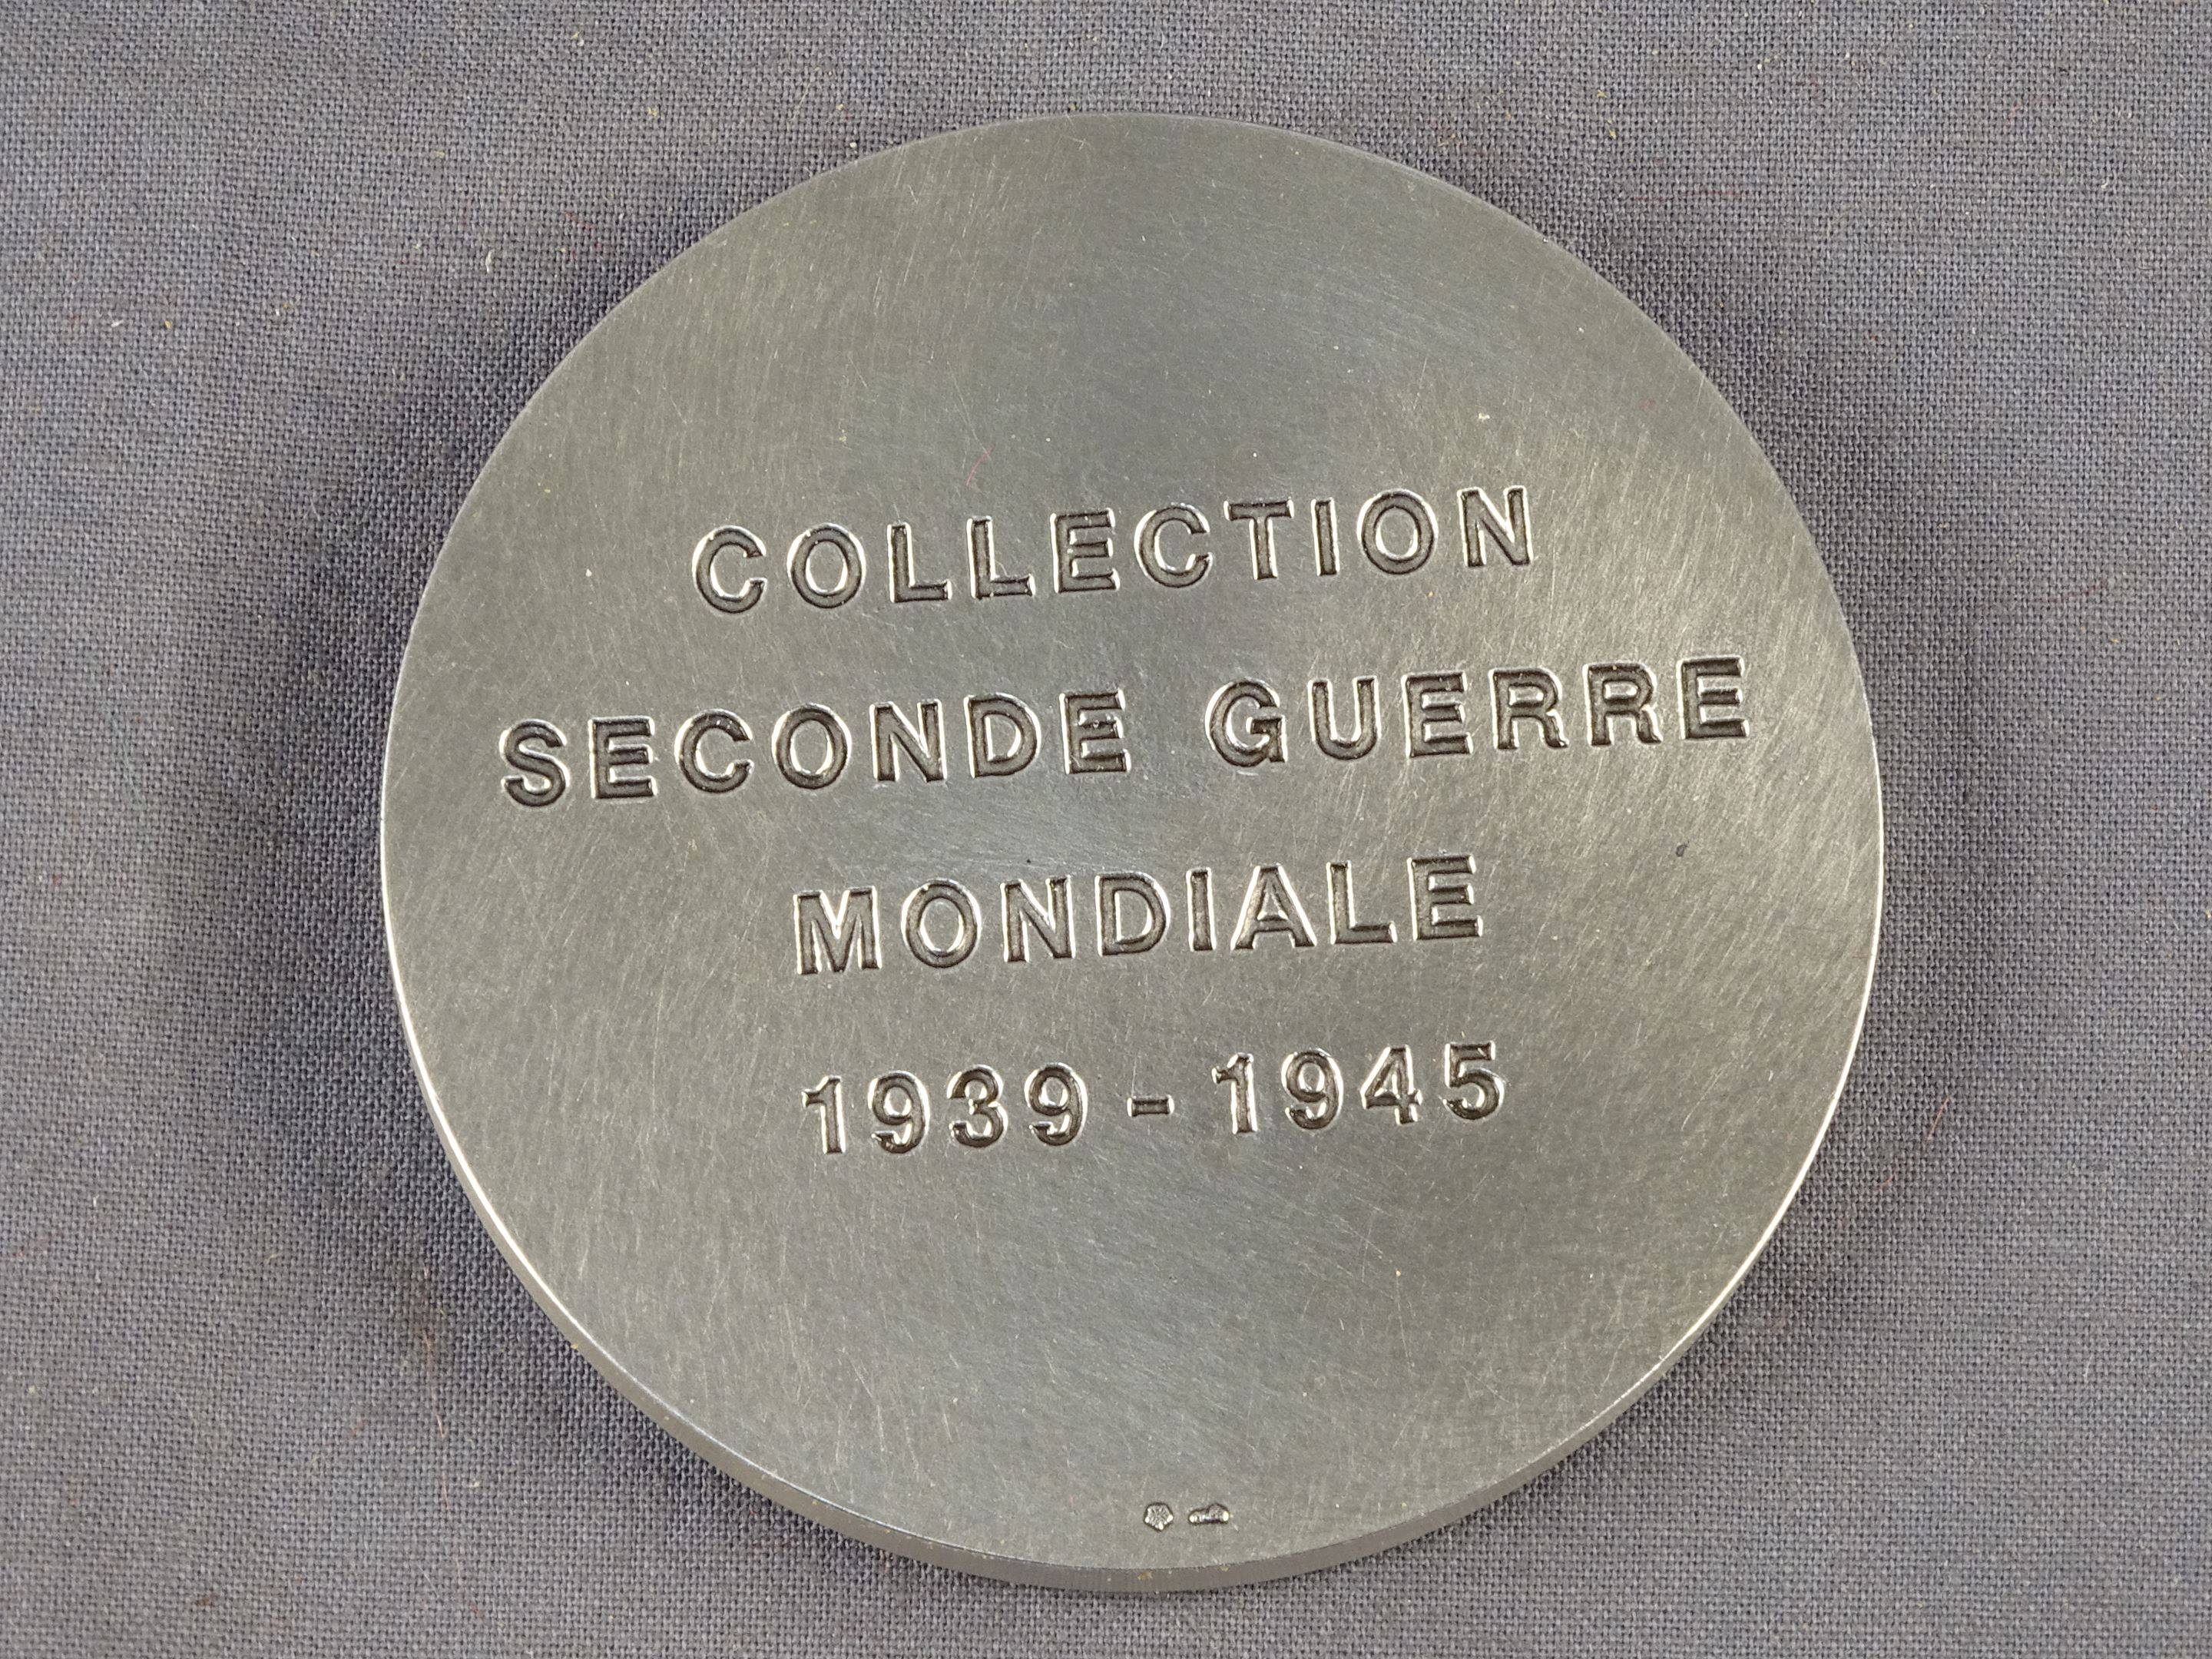 COLLECTION
SECONDE GUERRE
MONDIALE
1939 - 1945